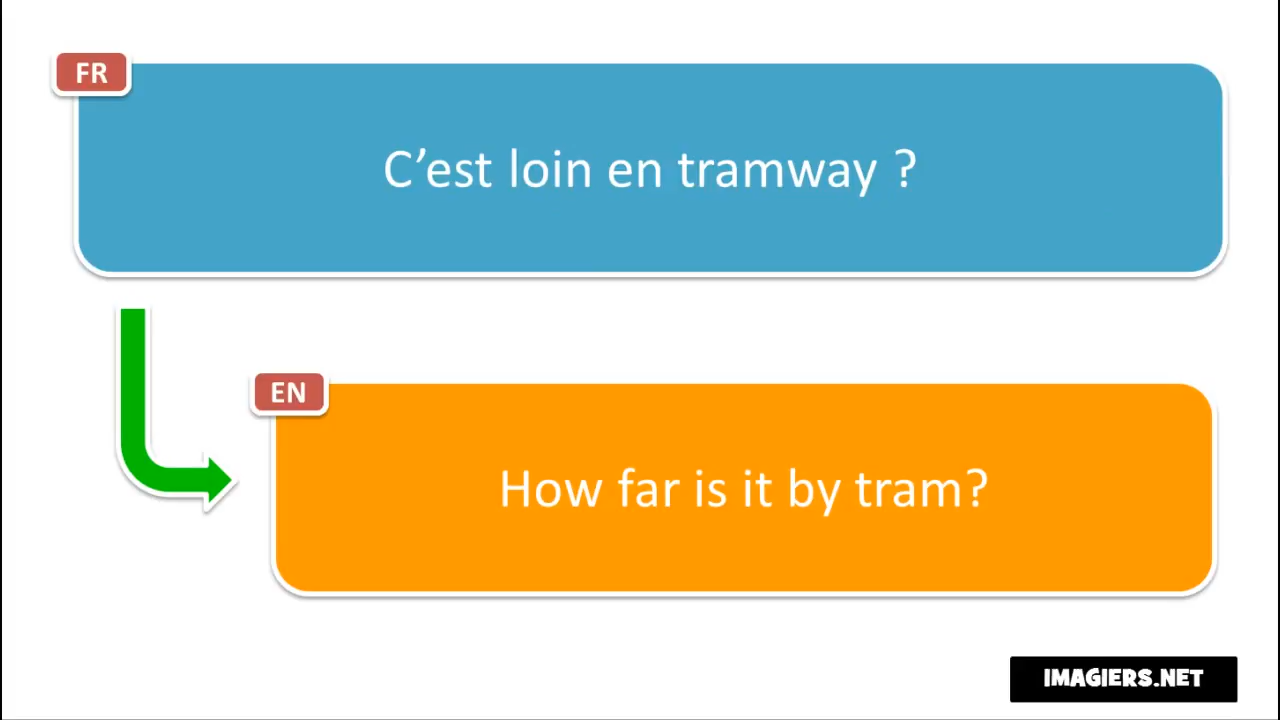 FR
C’est loin en tramway ?
EN
How far is it by tram?
IMAGIERS.NET